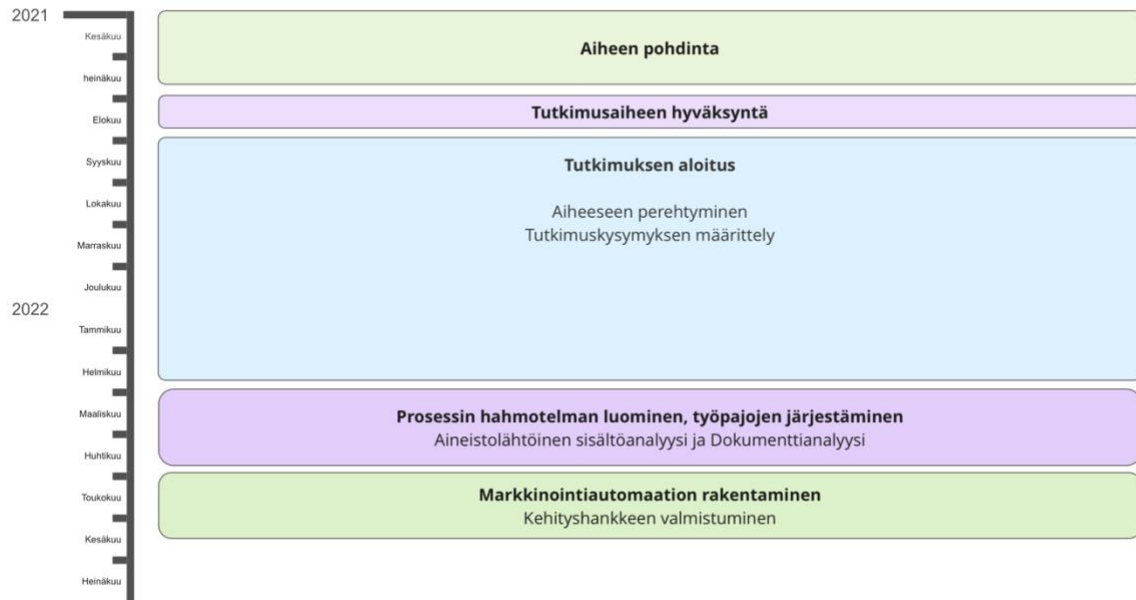 2021
Kesäkuu
heinäkuu
Elokuu
Syyskuu
Lokakuu
Marraskuu
Joulukuu
2022
Tammikuu
Helmikuu
Maaliskuu
Huhtikuu
Toukokuu
Kesäkuu
Heinäkuu
Aiheen pohdinta
Tutkimusaiheen hyväksyntä
Tutkimuksen aloitus
Aiheeseen perehtyminen
Tutkimuskysymyksen määrittely
Prosessin hahmotelman luominen, työpajojen järjestäminen
Aineistolähtöinen sisältöanalyysi ja Dokumenttianalyysi
Markkinointiautomaation rakentaminen
Kehityshankkeen valmistuminen